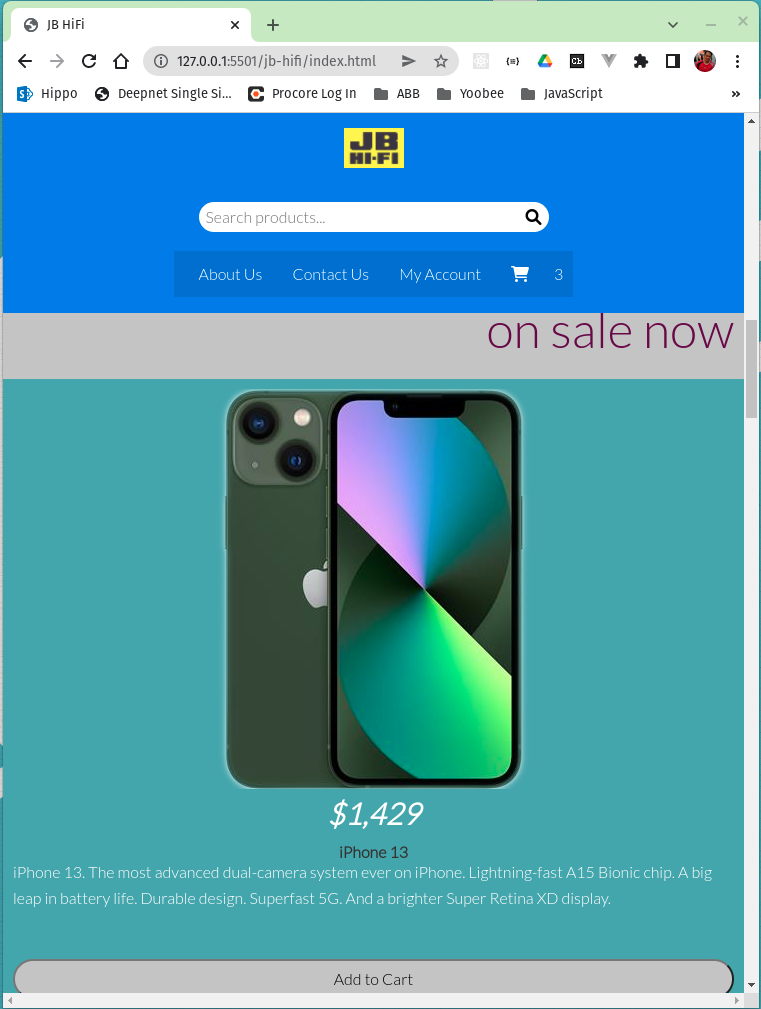 JB HiFi
127.0.0.1:5501/jb-hifi/index.html
Hippo
Deepnet Single Si...
Procore Log In
ABB
Yoobee
JavaScript
»
JB
HI-FI
Search products...
About Us
Contact Us
My Account
3
on sale now
$1,429
iPhone 13
iPhone 13. The most advanced dual-camera system ever on iPhone. Lightning-fast A15 Bionic chip. A big
leap in battery life. Durable design. Superfast 5G. And a brighter Super Retina XD display.
Add to Cart